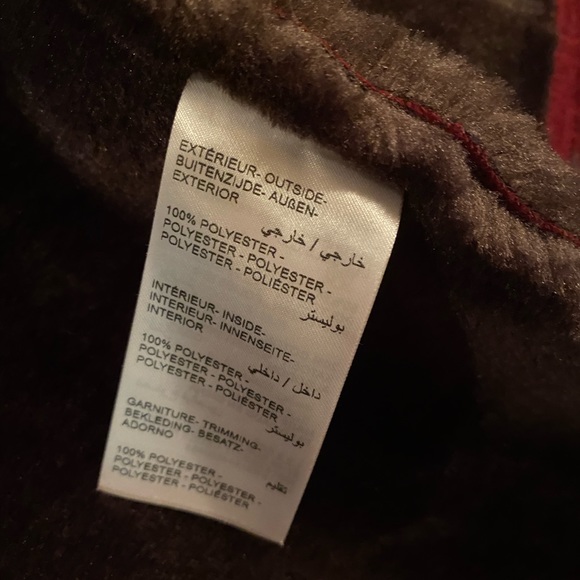 EXTÉRIEUR- OUTSIDE-
BUITENZIJDE- AUßEN-
EXTERIOR
خارجي / خارجي
100% POLYESTER -
POLYESTER - POLYESTER -
POLYESTER - POLIÉSTER
بوليستر
INTÉRIEUR- INSIDE-
INTERIEUR - INNENSEITE-
INTERIOR
داخل / داخلي
100% POLYESTER -
POLYESTER - POLYESTER -
POLYESTER - POLIÉSTER
بوليستر
GARNITURE- TRIMMING-
BEKLEDING- BESATZ-
ADORNO
تقليم
100% POLYESTER -
POLYESTER - POLYESTER -
POLYESTER - POLIÉSTER